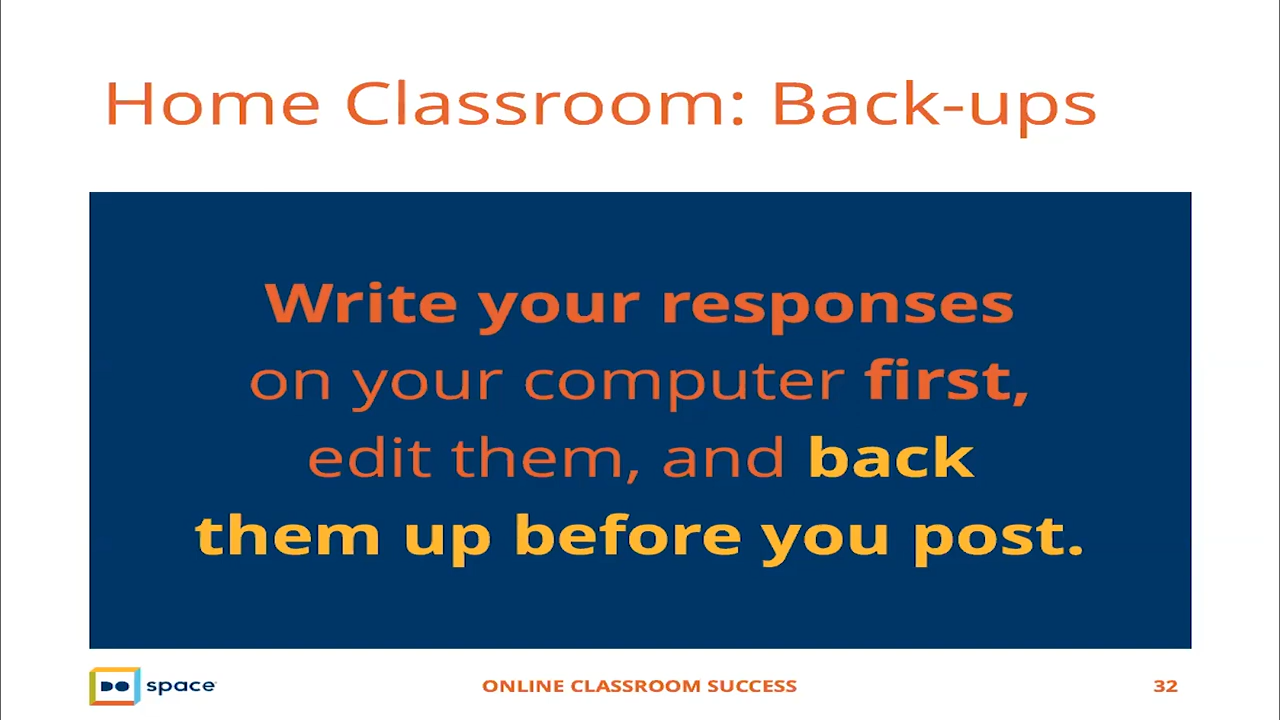 Home Classroom: Back-ups
Write your responses
on your computer first,
edit them, and back
them up before you post.
DO space
ONLINE CLASSROOM SUCCESS
32